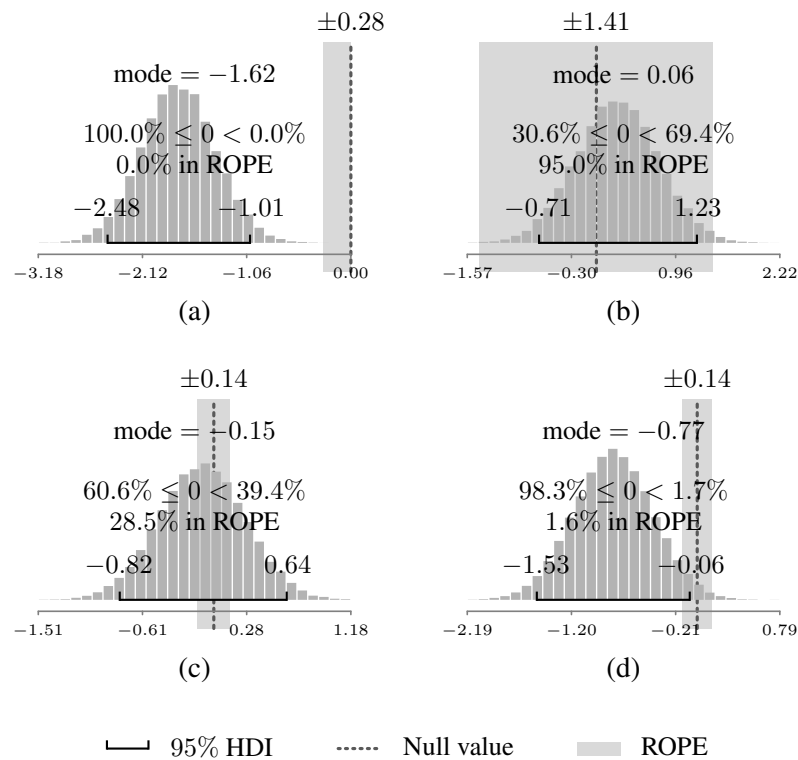 ±0.28
mode = −1.62
100.0% ≤ 0 < 0.0%
0.0% in ROPE
−2.48 −1.01
−3.18 −2.12 −1.06 0.00
(a)
±1.41
mode = 0.06
30.6% ≤ 0 < 69.4%
95.0% in ROPE
−0.71 1.23
−1.57 −0.30 0.96 2.22
(b)
±0.14
mode = −0.15
60.6% ≤ 0 < 39.4%
28.5% in ROPE
−0.82 0.64
−1.51 −0.61 0.28 1.18
(c)
±0.14
mode = −0.77
98.3% ≤ 0 < 1.7%
1.6% in ROPE
−1.53 −0.06
−2.19 −1.20 −0.21 0.79
(d)
95% HDI Null value ROPE